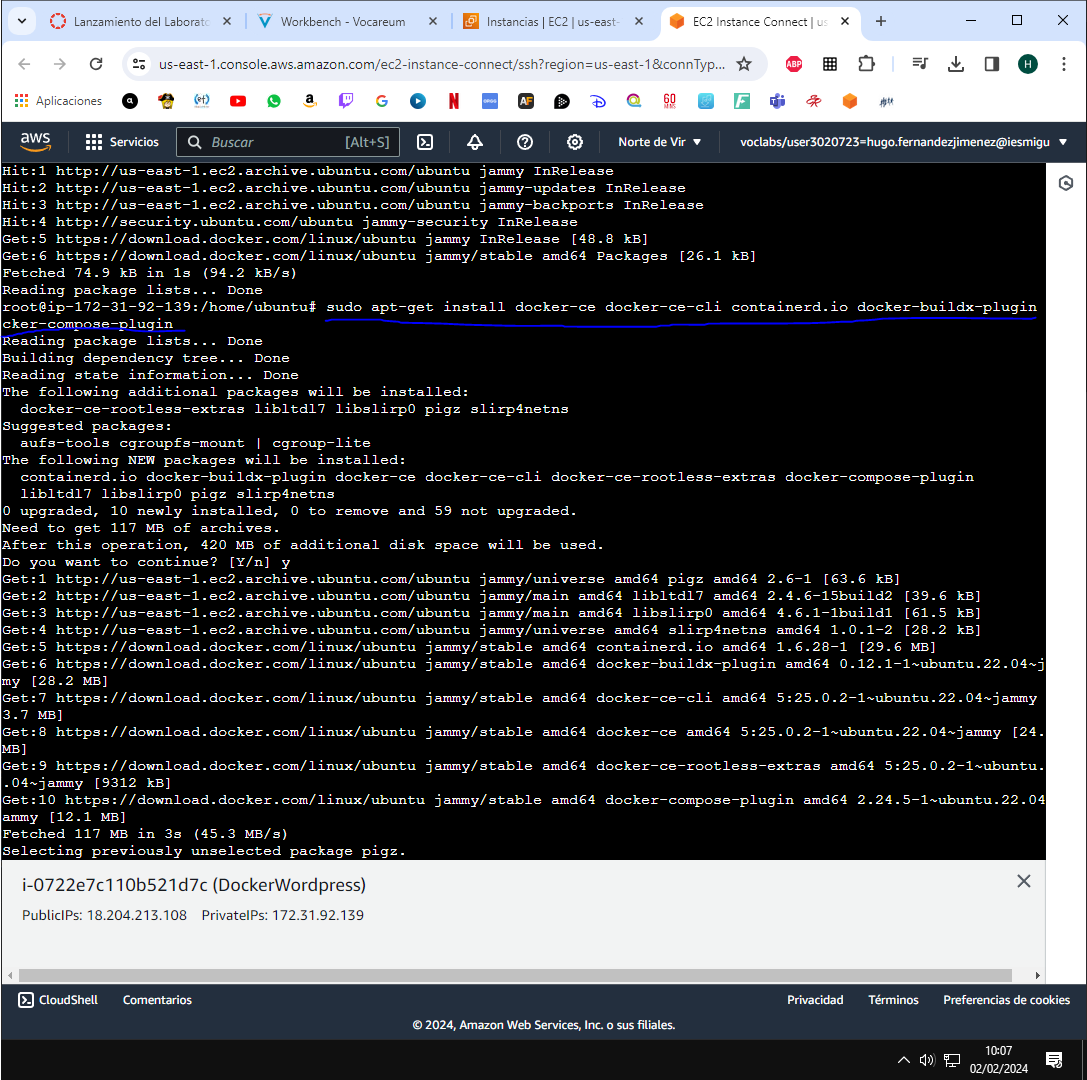 Lanzamiento del Laborato
Workbench - Vocareum
Instancias | EC2 | us-east-
EC2 Instance Connect | us
us-east-1.console.aws.amazon.com/ec2-instance-connect/ssh?region=us-east-1&connTyp...
ABP
H
Aplicaciones
aws
Servicios
Buscar [Alt+S]
Norte de Vir
voclabs/user3020723=hugo.fernandezjimenez@iesmigu
Hit:1 http://us-east-1.ec2.archive.ubuntu.com/ubuntu jammy InRelease
Hit:2 http://us-east-1.ec2.archive.ubuntu.com/ubuntu jammy-updates InRelease
Hit:3 http://us-east-1.ec2.archive.ubuntu.com/ubuntu jammy-backports InRelease
Hit:4 http://security.ubuntu.com/ubuntu jammy-security InRelease
Get:5 https://download.docker.com/linux/ubuntu jammy InRelease [48.8 kB]
Get:6 https://download.docker.com/linux/ubuntu jammy/stable amd64 Packages [26.1 kB]
Fetched 74.9 kB in 1s (94.2 kB/s)
Reading package lists... Done
root@ip-172-31-92-139:/home/ubuntu# sudo apt-get install docker-ce docker-ce-cli containerd.io docker-buildx-plugin
cker-compose-plugin
Reading package lists... Done
Building dependency tree... Done
Reading state information... Done
The following additional packages will be installed:
docker-ce-rootless-extras libltdl7 libslirp0 pigz slirp4netns
Suggested packages:
aufs-tools cgroupfs-mount | cgroup-lite
The following NEW packages will be installed:
containerd.io docker-buildx-plugin docker-ce docker-ce-cli docker-ce-rootless-extras docker-compose-plugin
libltdl7 libslirp0 pigz slirp4netns
0 upgraded, 10 newly installed, 0 to remove and 59 not upgraded.
Need to get 117 MB of archives.
After this operation, 420 MB of additional disk space will be used.
Do you want to continue? [Y/n] y
Get:1 http://us-east-1.ec2.archive.ubuntu.com/ubuntu jammy/universe amd64 pigz amd64 2.6-1 [63.6 kB]
Get:2 http://us-east-1.ec2.archive.ubuntu.com/ubuntu jammy/main amd64 libltdl7 amd64 2.4.6-15build2 [39.6 kB]
Get:3 http://us-east-1.ec2.archive.ubuntu.com/ubuntu jammy/main amd64 libslirp0 amd64 4.6.1-1build1 [61.5 kB]
Get:4 http://us-east-1.ec2.archive.ubuntu.com/ubuntu jammy/universe amd64 slirp4netns amd64 1.0.1-2 [28.2 kB]
Get:5 https://download.docker.com/linux/ubuntu jammy/stable amd64 containerd.io amd64 1.6.28-1 [29.6 MB]
Get:6 https://download.docker.com/linux/ubuntu jammy/stable amd64 docker-buildx-plugin amd64 0.12.1-1~ubuntu.22.04~j
my [28.2 MB]
Get:7 https://download.docker.com/linux/ubuntu jammy/stable amd64 docker-ce-cli amd64 5:25.0.2-1~ubuntu.22.04~jammy
3.7 MB]
Get:8 https://download.docker.com/linux/ubuntu jammy/stable amd64 docker-ce amd64 5:25.0.2-1~ubuntu.22.04~jammy [24.
MB]
Get:9 https://download.docker.com/linux/ubuntu jammy/stable amd64 docker-ce-rootless-extras amd64 5:25.0.2-1~ubuntu.
.04~jammy [9312 kB]
Get:10 https://download.docker.com/linux/ubuntu jammy/stable amd64 docker-compose-plugin amd64 2.24.5-1~ubuntu.22.04
ammy [12.1 MB]
Fetched 117 MB in 3s (45.3 MB/s)
Selecting previously unselected package pigz.
i-0722e7c110b521d7c (DockerWordpress)
PublicIPs: 18.204.213.108 PrivateIPs: 172.31.92.139
CloudShell Comentarios Privacidad Términos Preferencias de cookies
© 2024, Amazon Web Services, Inc. o sus filiales.
10:07
02/02/2024